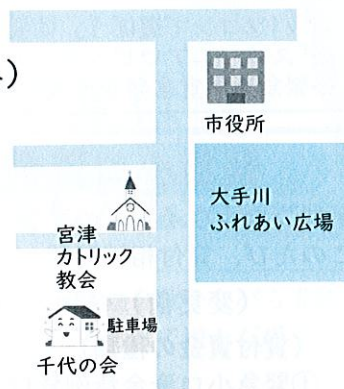 市役所
大手川
ふれあい広場
宮津
カトリック
教会
駐車場
千代の会